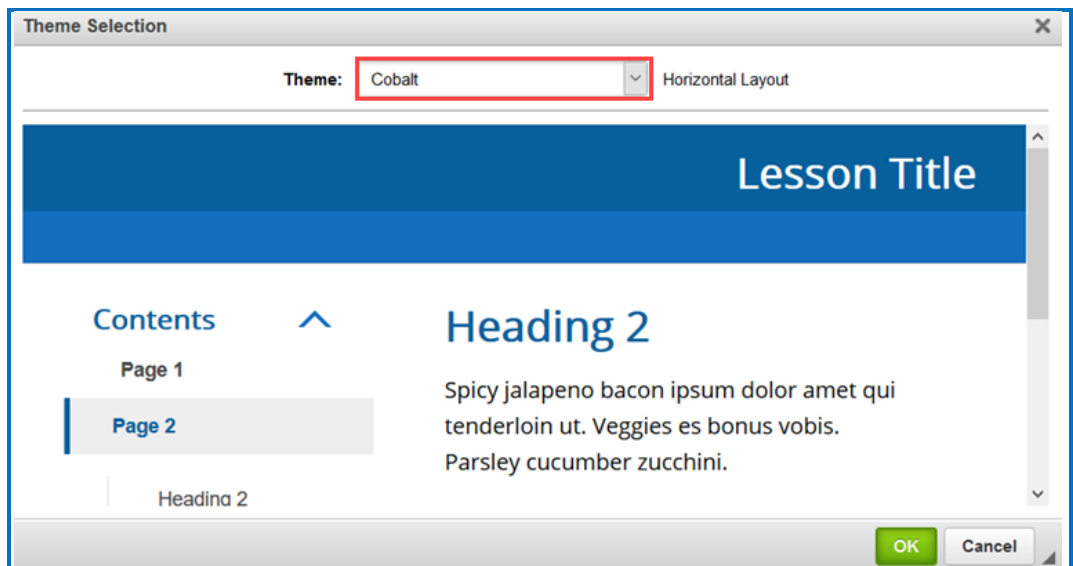 Theme Selection
Theme: Cobalt Horizontal Layout
Lesson Title
Contents
Page 1
Page 2
Heading 2
Heading 2
Spicy jalapeno bacon ipsum dolor amet qui
tenderloin ut. Veggies es bonus vobis.
Parsley cucumber zucchini.
OK Cancel